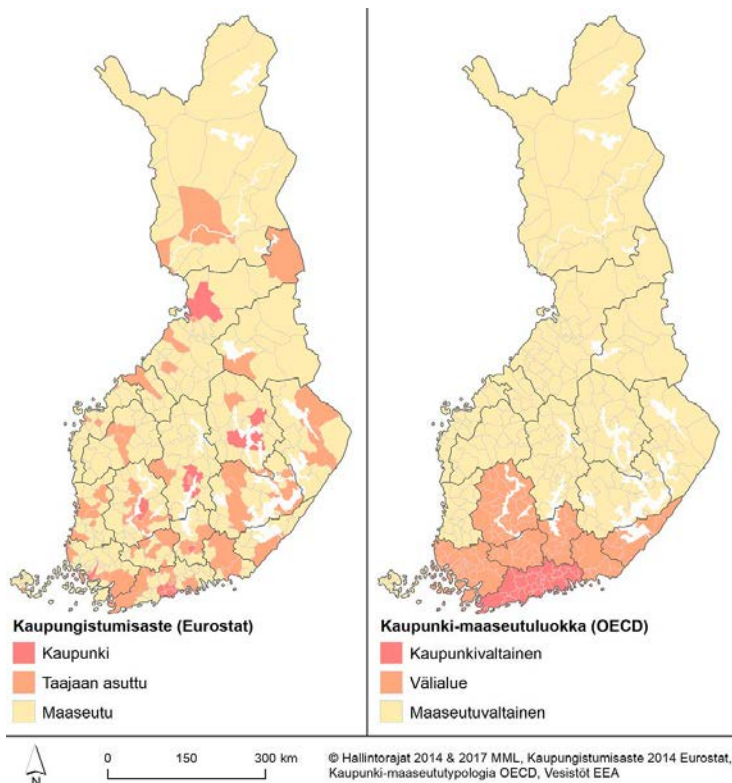 Kaupungistumisaste (Eurostat)
Kaupunki
Taajaan asuttu
Maaseutu
Kaupunki-maaseutuluokka (OECD)
Kaupunkivaltainen
Välialue
Maaseutuvaltainen
N
0 150 300 km
© Hallintorajat 2014 & 2017 MML, Kaupungistumisaste 2014 Eurostat,
Kaupunki-maaseututypologia OECD, Vesistöt EEA